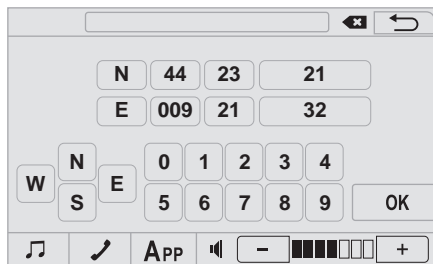 N 44 23 21
E 009 21 32
N 0 1 2 3 4
W E
S 5 6 7 8 9 OK
APP - +